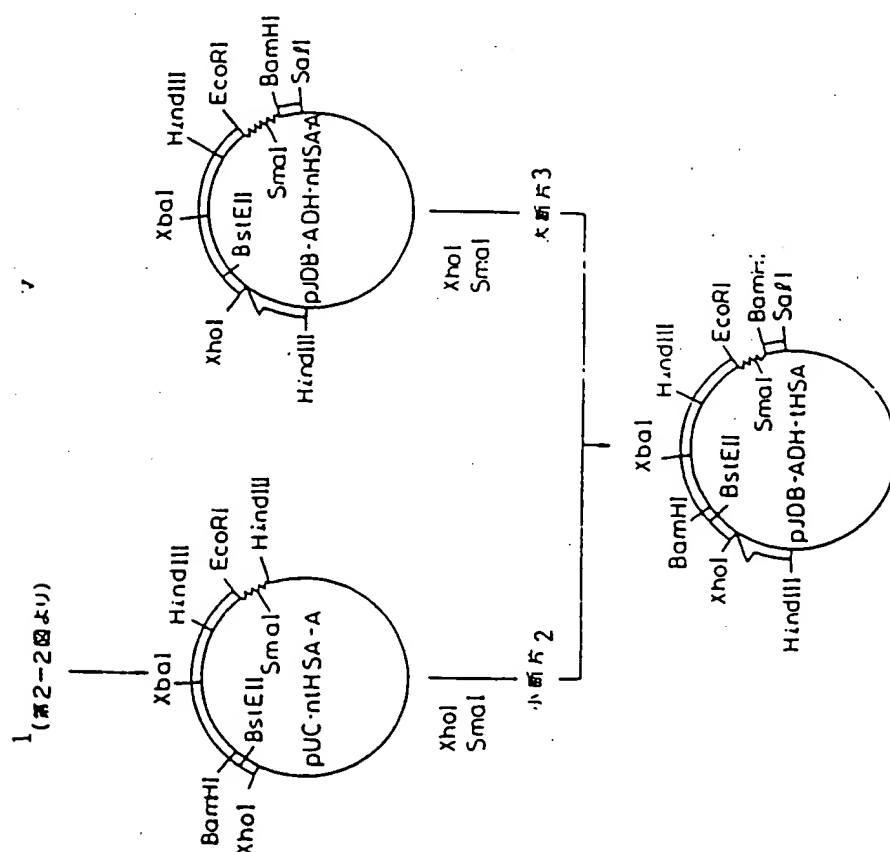 1 (第2-2図より)
XbaI
HindIII
EcoRI
BamHI
BstEII
SmaI
HindIII
XhoI
pUC·ntHSA-A
XhoI
SmaI
小断片2
XbaI
HindIII
EcoRI
BamHI
SalI
BstEII
SmaI
XhoI
pJDB-ADH-nHSA-A
HindIII
XhoI
SmaI
大断片3
XbaI
HindIII
EcoRI
BamHI
BamHI
SalI
BstEII
SmaI
XhoI
pJDB-ADH-tHSA
HindIII